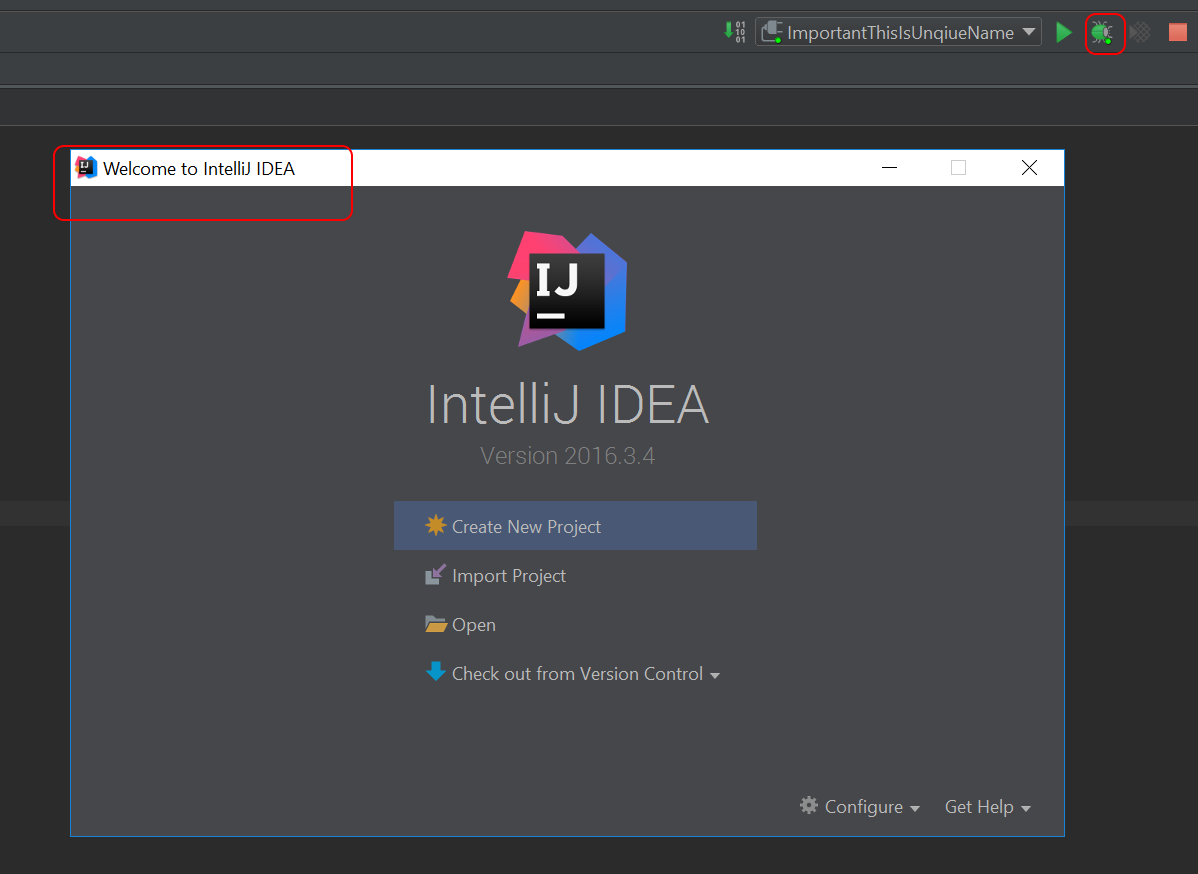 ImportantThisIsUnqiueName
Welcome to IntelliJ IDEA
IJ
IntelliJ IDEA
Version 2016.3.4
Create New Project
Import Project
Open
Check out from Version Control
Configure
Get Help